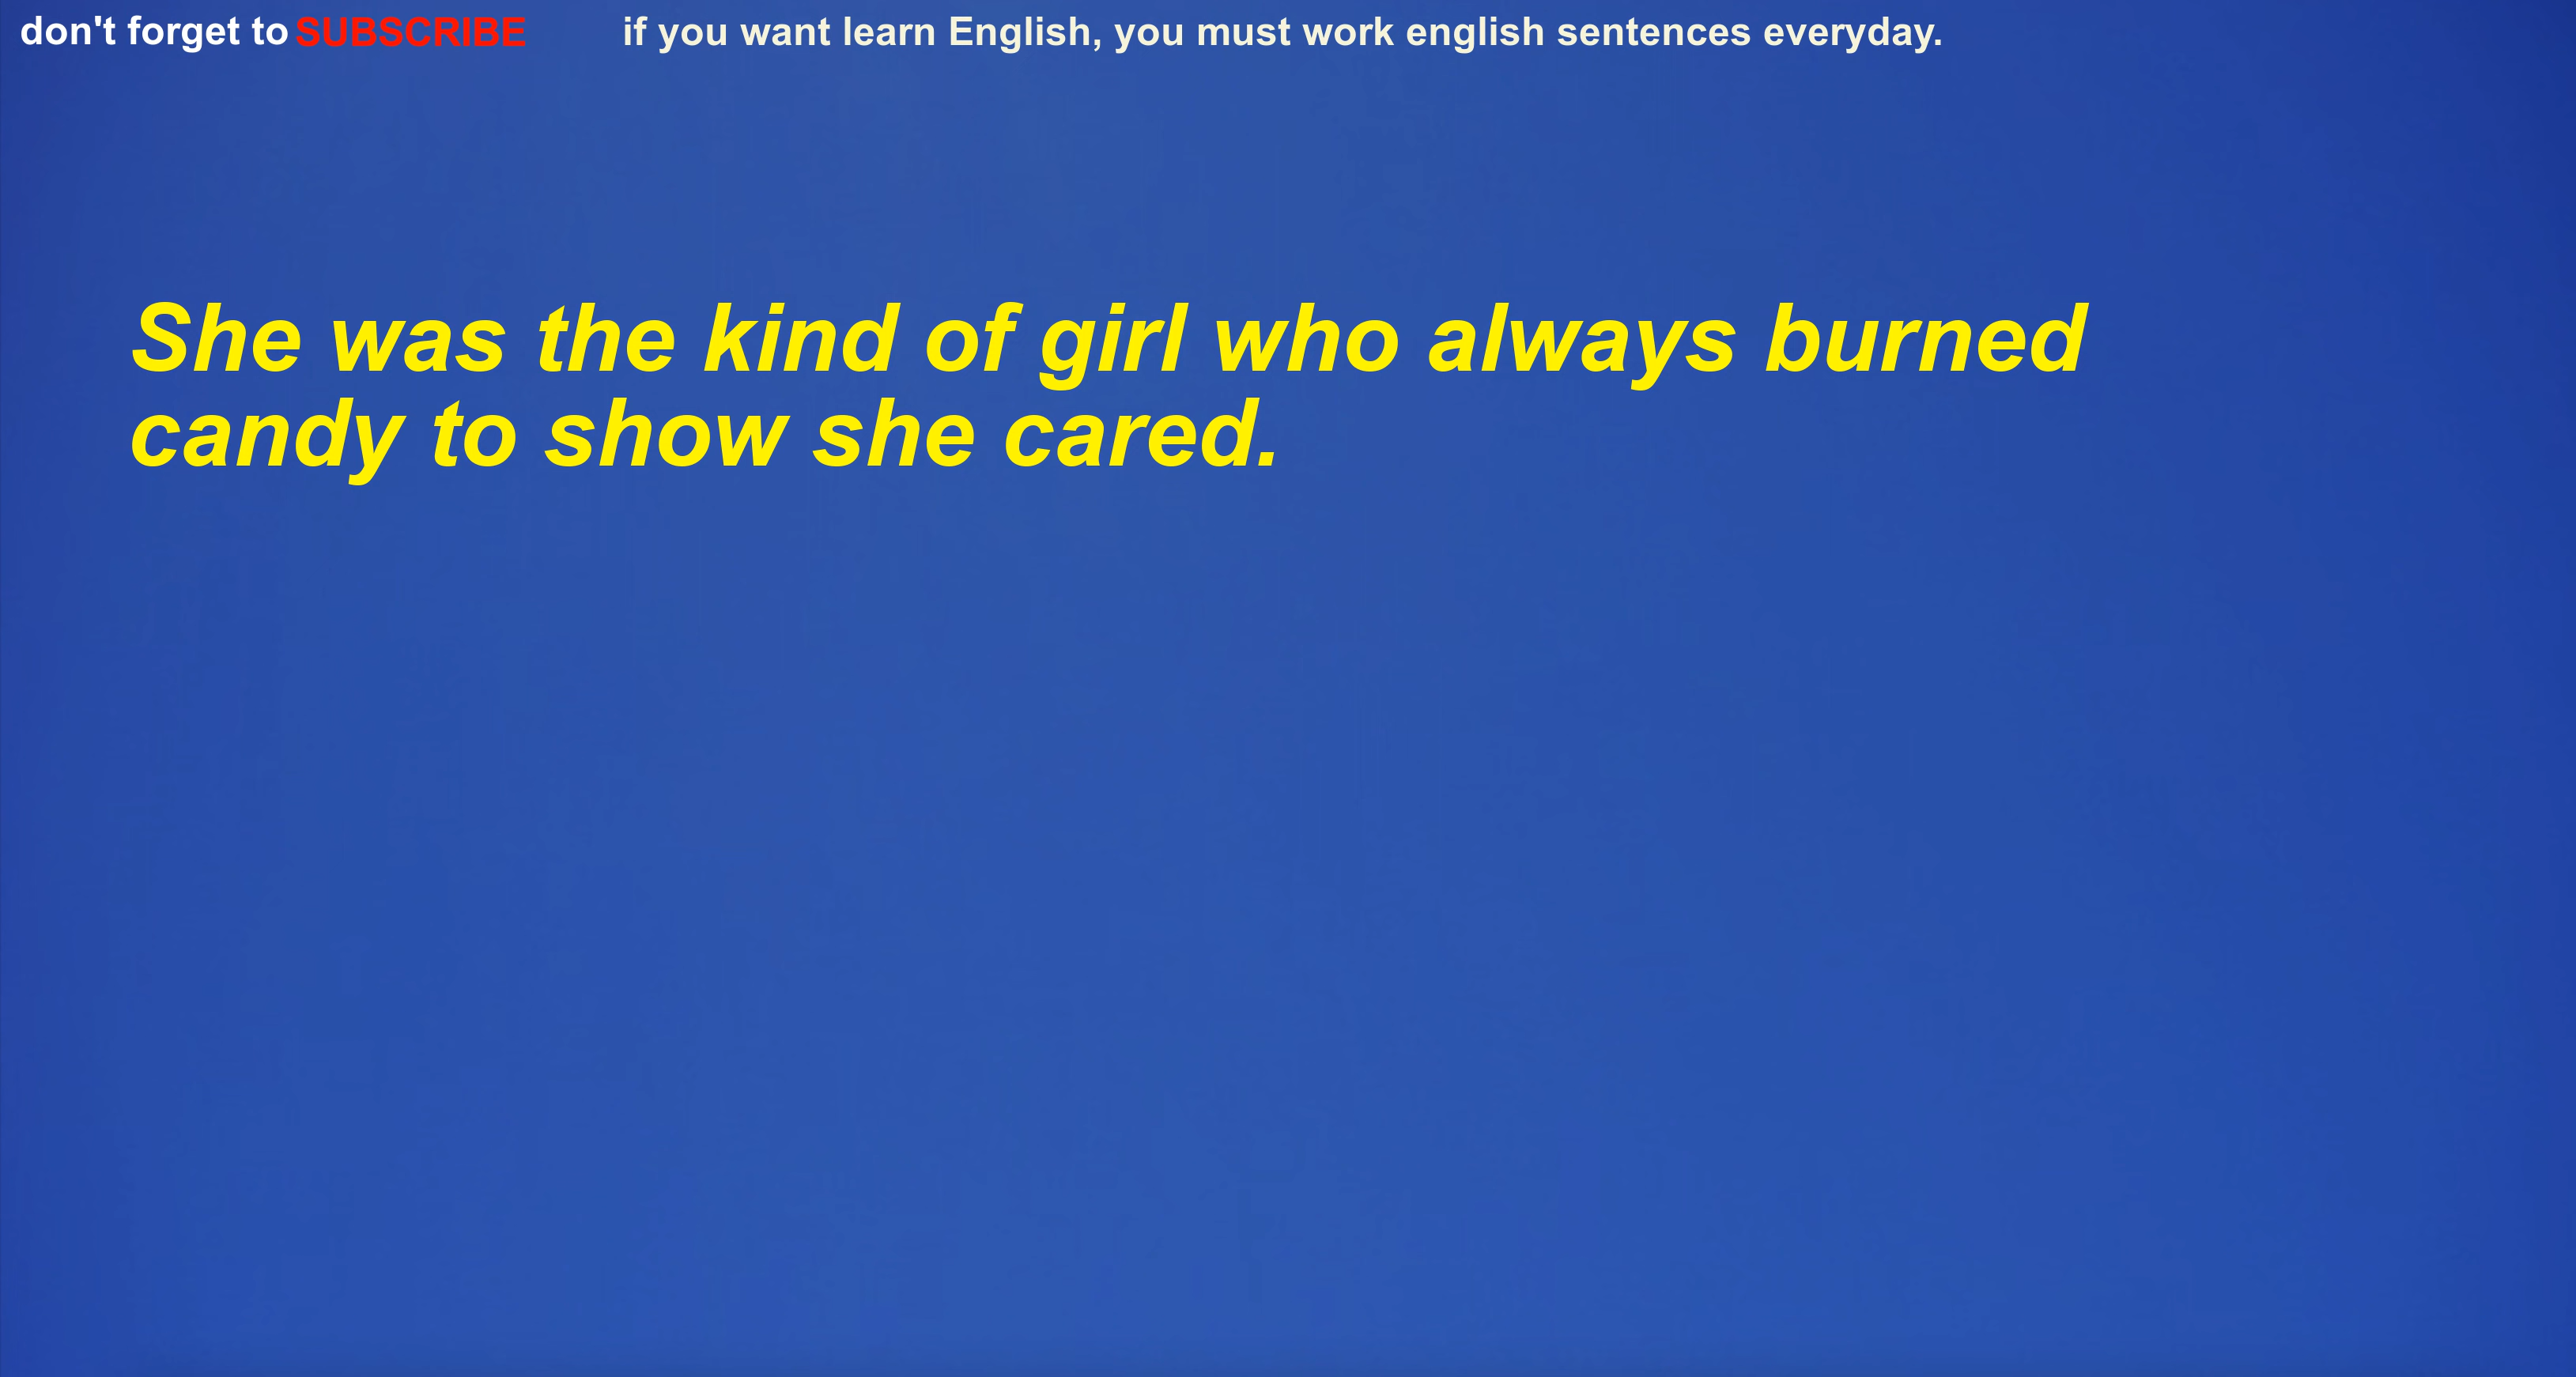 don't forget to SUBSCRIBE if you want learn English, you must work english sentences everyday.
She was the kind of girl who always burned
candy to show she cared.